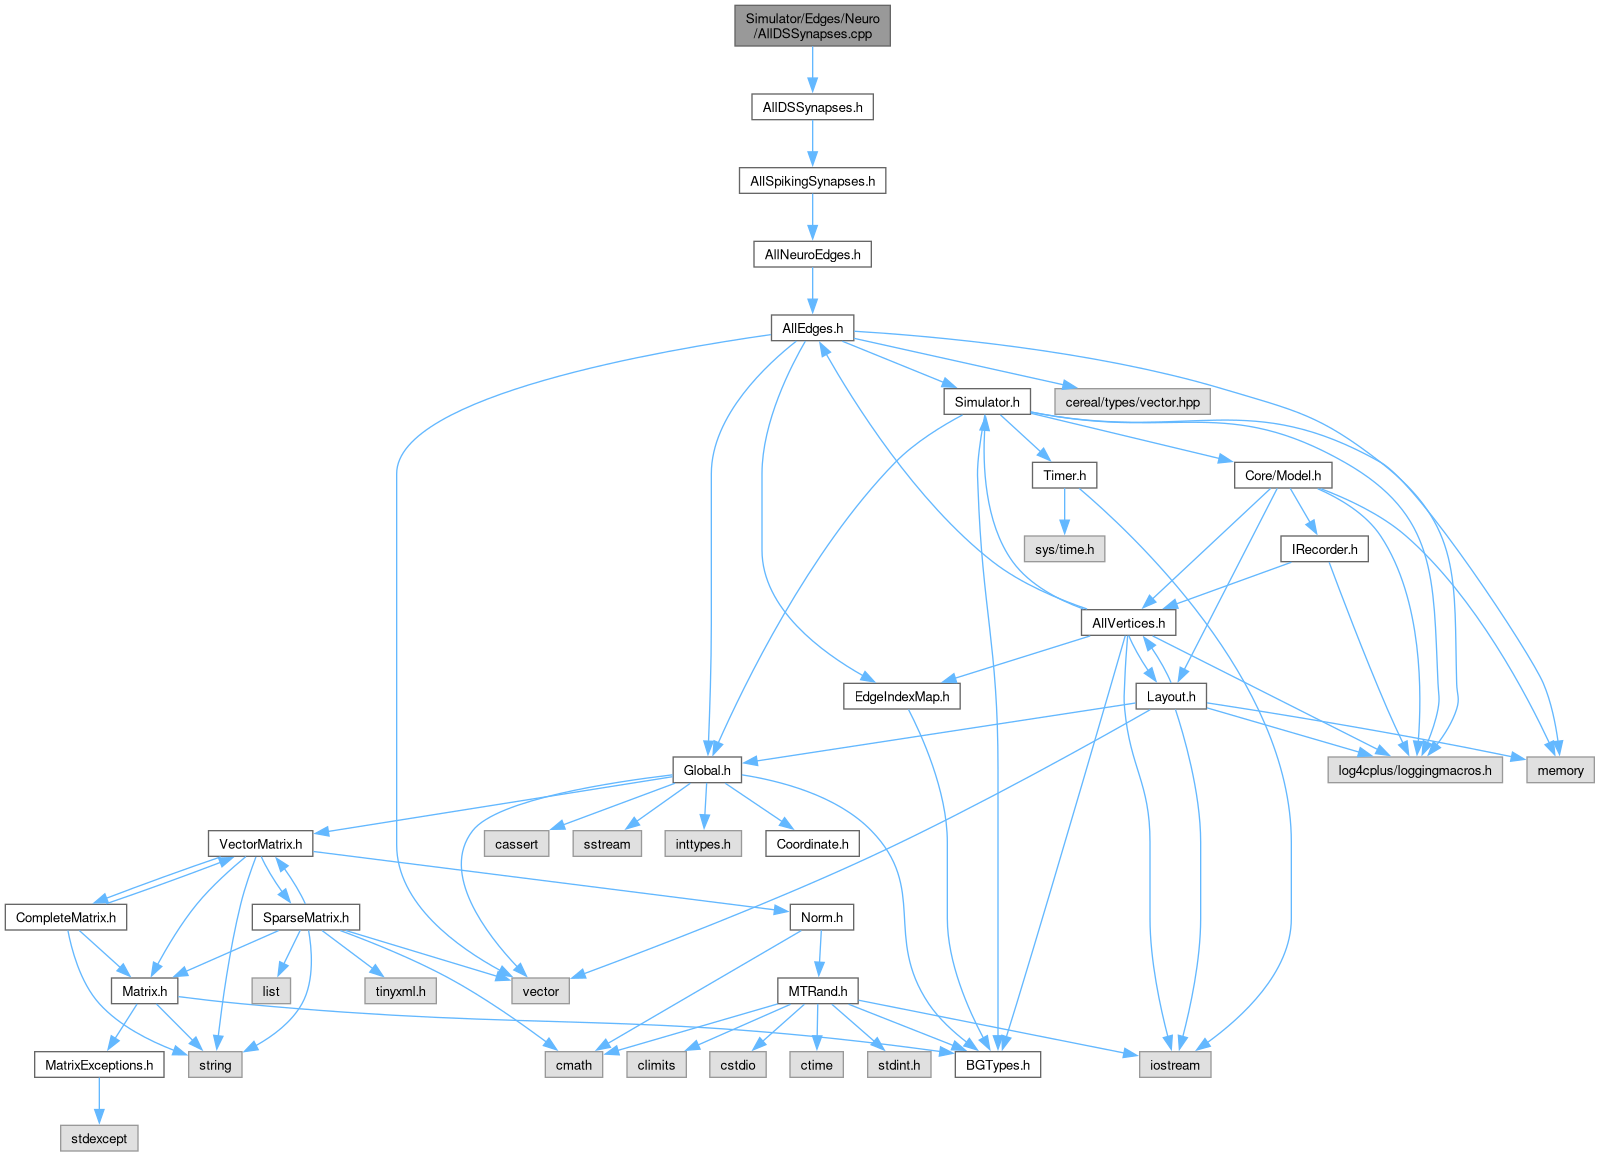 Simulator/Edges/Neuro
/AllDSSynapses.cpp
AllDSSynapses.h
AllSpikingSynapses.h
AllNeuroEdges.h
AllEdges.h
Simulator.h
cereal/types/vector.hpp
Timer.h
Core/Model.h
sys/time.h
IRecorder.h
AllVertices.h
EdgeIndexMap.h
Layout.h
Global.h
log4cplus/loggingmacros.h
memory
VectorMatrix.h
cassert
sstream
inttypes.h
Coordinate.h
CompleteMatrix.h
SparseMatrix.h
Norm.h
Matrix.h
list
tinyxml.h
vector
MTRand.h
MatrixExceptions.h
string
cmath
climits
cstdio
ctime
stdint.h
BGTypes.h
iostream
stdexcept